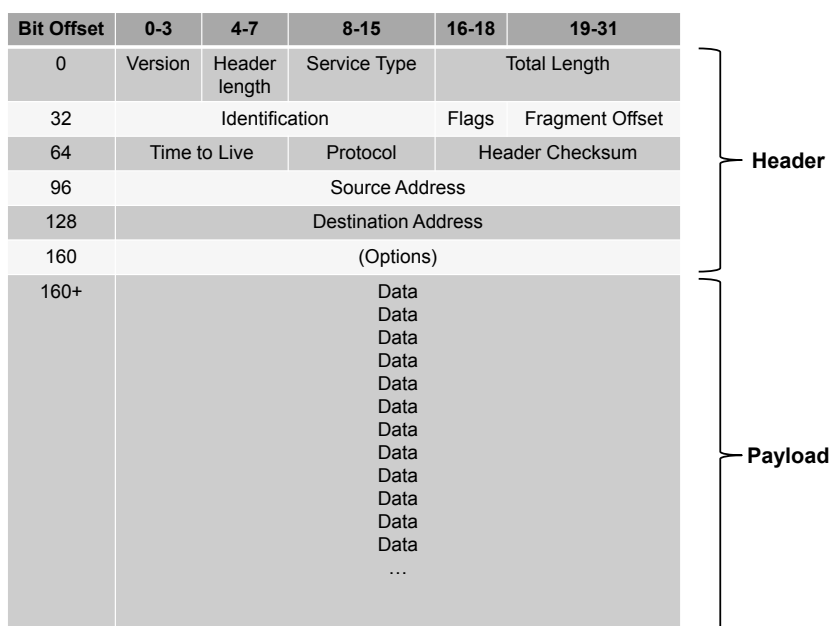 Bit Offset 0-3 4-7 8-15 16-18 19-31
0 Version Header length Service Type Total Length
32 Identification Flags Fragment Offset
64 Time to Live Protocol Header Checksum
Header
96 Source Address
128 Destination Address
160 (Options)
160+ Data
Data
Data
Data
Data
Data
Data
Data
Payload
Data
Data
Data
Data
…